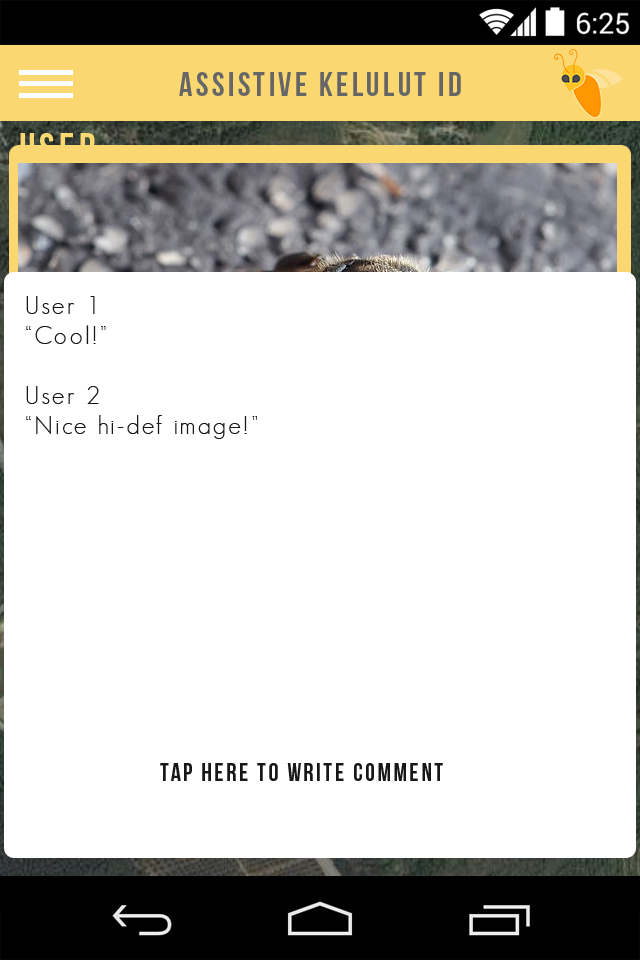 6:25
ASSISTIVE KELULUT ID
USER
User 1
“Cool!”
User 2
“Nice hi-def image!”
TAP HERE TO WRITE COMMENT